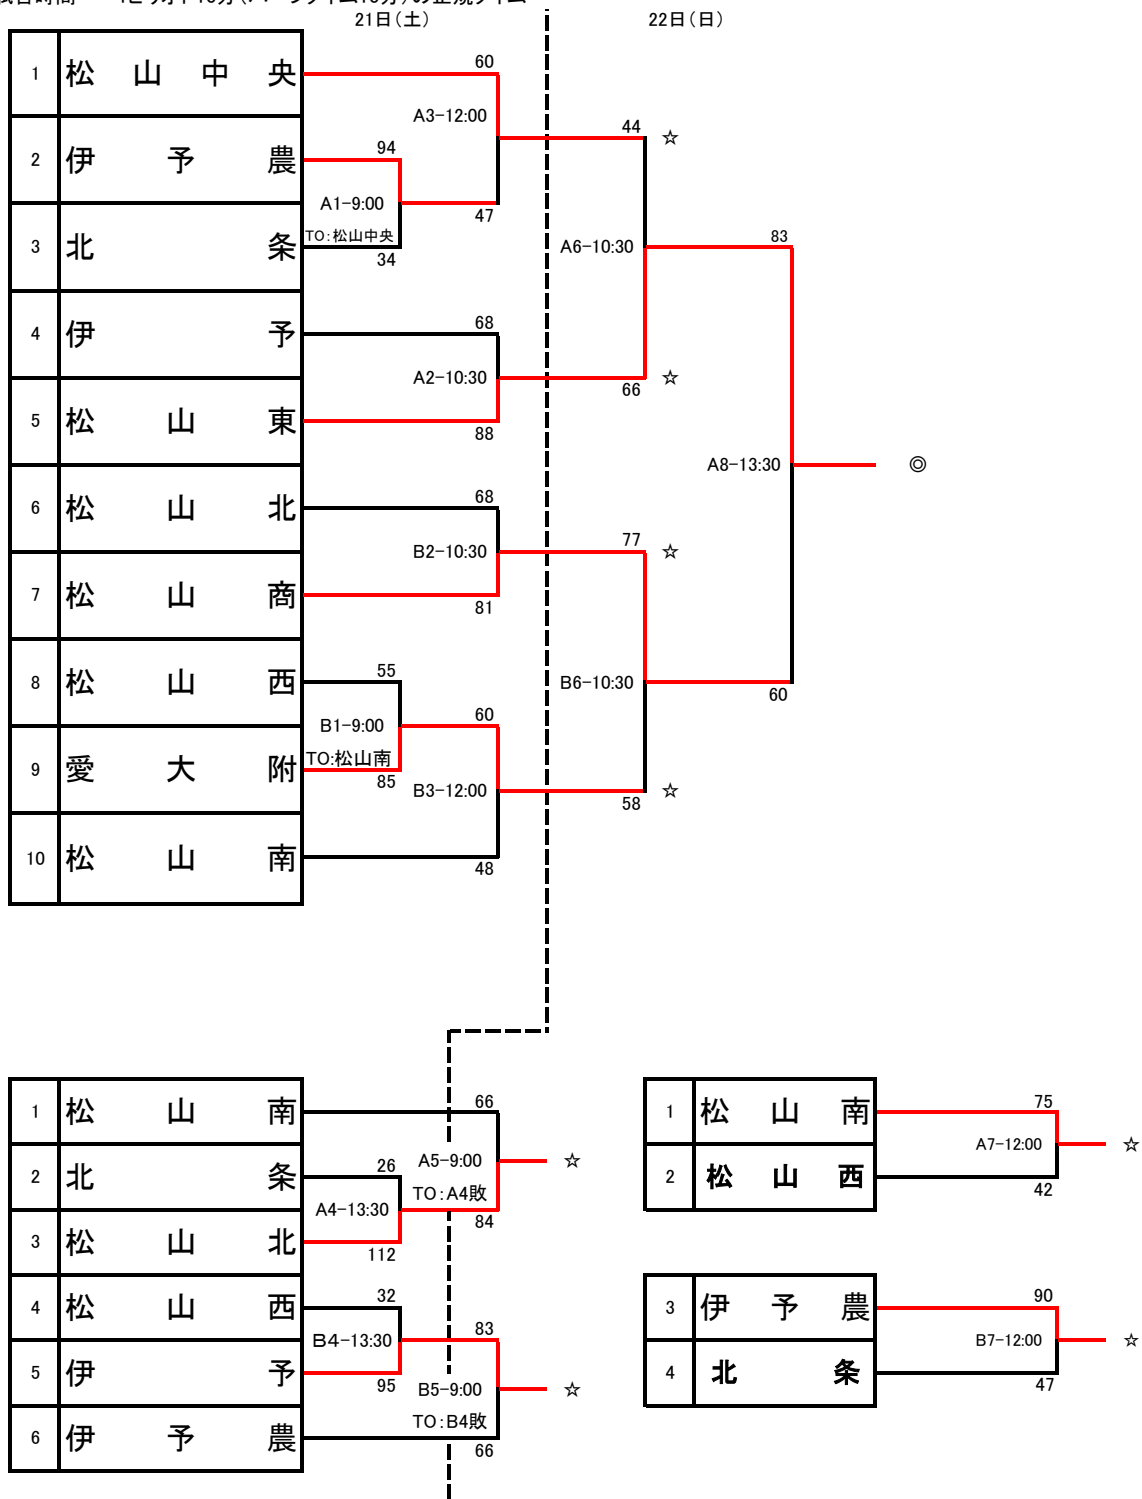 21日(土)
22日(日)
1 松山中央
2 伊予農
3 北条
4 伊予
5 松山東
6 松山北
7 松山商
8 松山西
9 愛大附
10 松山南
60
A3-12:00
94
A1-9:00
TO:松山中央
34
47
68
A2-10:30
88
68
B2-10:30
81
55
B1-9:00
TO:松山南
85
60
B3-12:00
48
44 ☆
A6-10:30
66 ☆
77 ☆
B6-10:30
58 ☆
83
A8-13:30 ◎
60
1 松山南
2 北条
3 松山北
4 松山西
5 伊予
6 伊予農
66
26
A4-13:30
112
A5-9:00 ☆
TO:A4敗
84
32
B4-13:30
95
83
B5-9:00 ☆
TO:B4敗
66
1 松山南
2 松山西
75
A7-12:00 ☆
42
3 伊予農
4 北条
90
B7-12:00 ☆
47